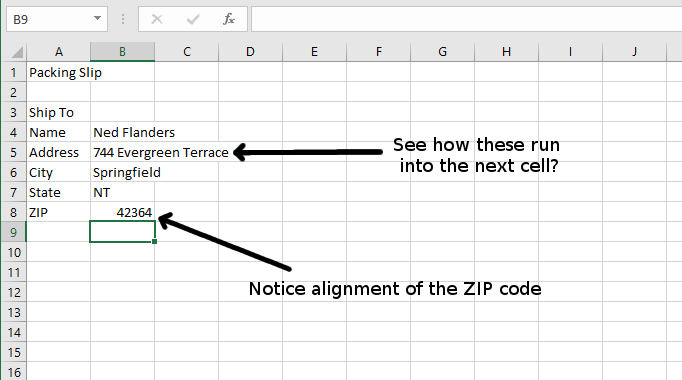 B9 fx
A B C D E F G H I J
1 Packing Slip
2
3 Ship To
4 Name Ned Flanders
5 Address 744 Evergreen Terrace See how these run
into the next cell?
6 City Springfield
7 State NT
8 ZIP 42364
9
10
11
12 Notice alignment of the ZIP code
13
14
15
16